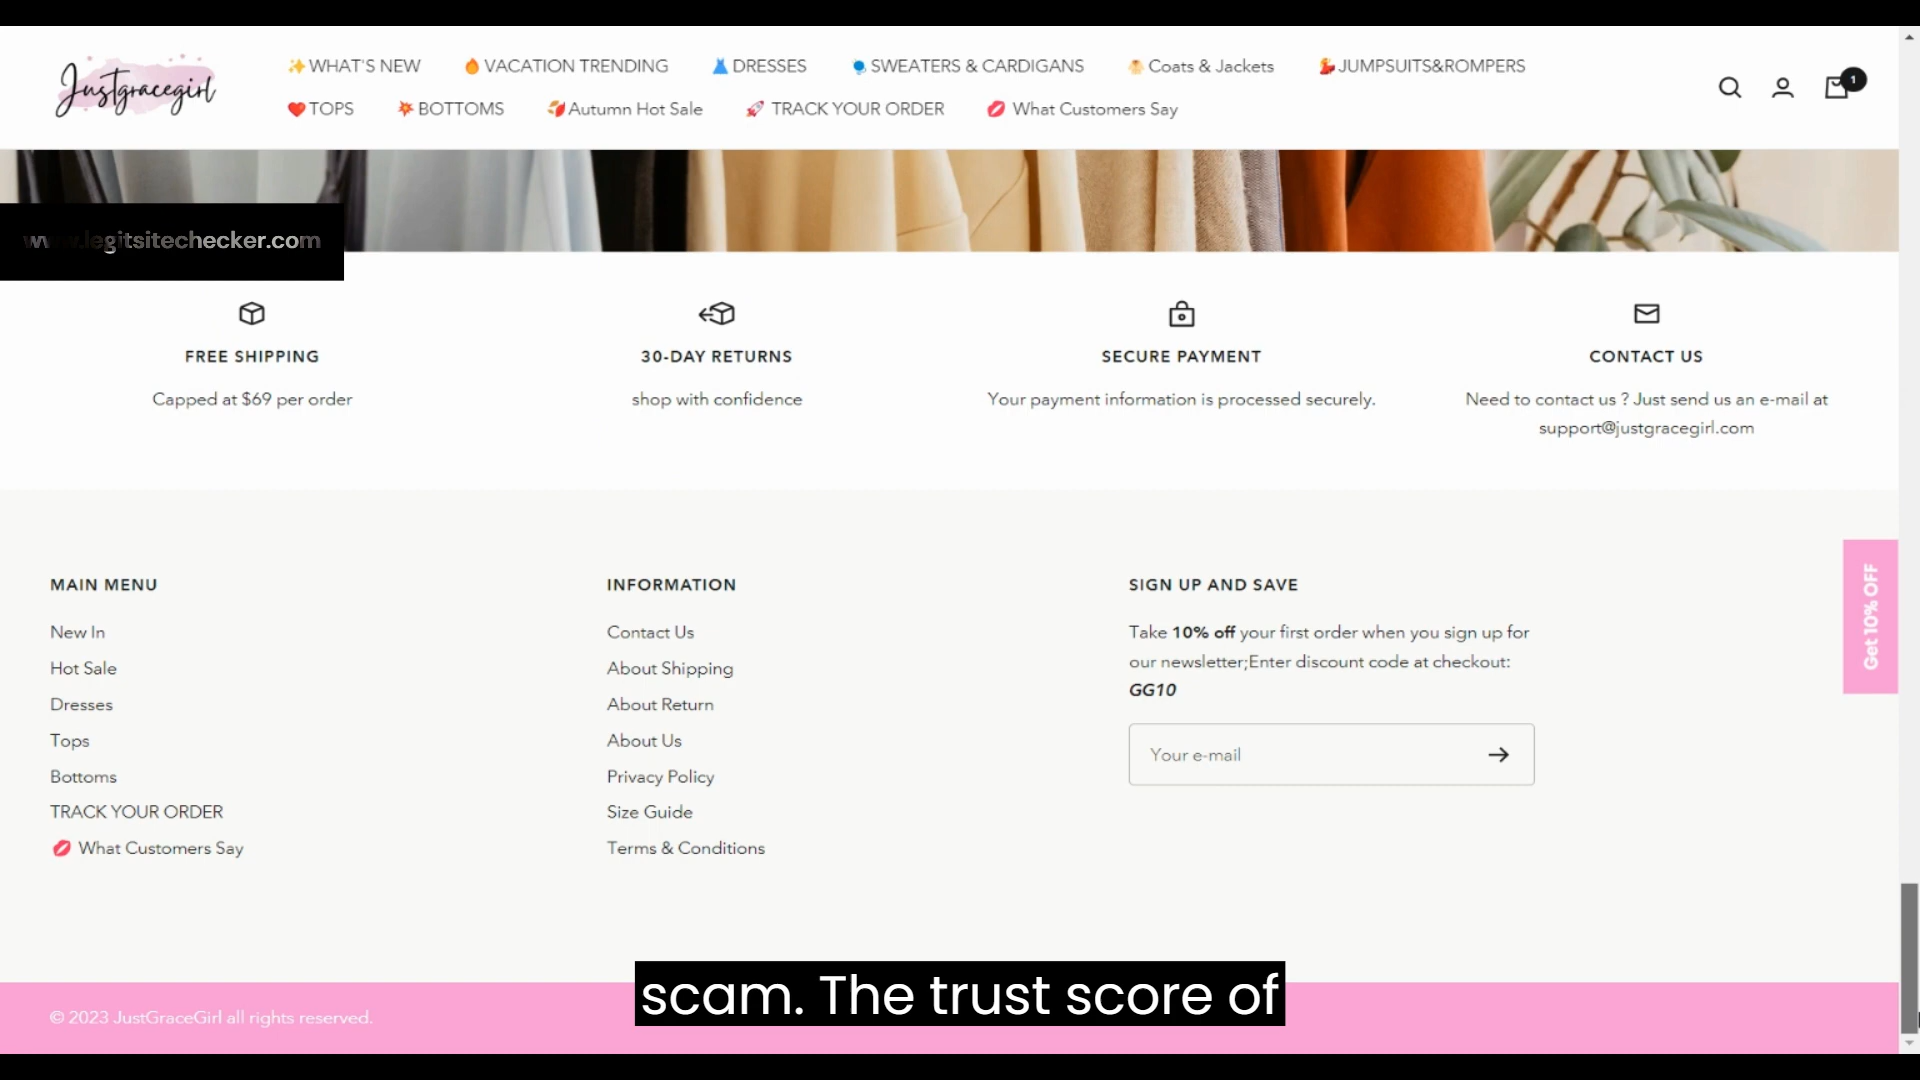 Justgracegirl
✨WHAT'S NEW 🔥VACATION TRENDING 👗DRESSES SWEATERS & CARDIGANS Coats & Jackets 💃JUMPSUITS&ROMPERS
❤️TOPS 💥BOTTOMS Autumn Hot Sale 🚀 TRACK YOUR ORDER 💋 What Customers Say
1
www.legitsitechecker.com
FREE SHIPPING
Capped at $69 per order
30-DAY RETURNS
shop with confidence
SECURE PAYMENT
Your payment information is processed securely.
CONTACT US
Need to contact us ? Just send us an e-mail at
support@justgracegirl.com
MAIN MENU
New In
Hot Sale
Dresses
Tops
Bottoms
TRACK YOUR ORDER
💋 What Customers Say
INFORMATION
Contact Us
About Shipping
About Return
About Us
Privacy Policy
Size Guide
Terms & Conditions
SIGN UP AND SAVE
Take 10% off your first order when you sign up for
our newsletter;Enter discount code at checkout:
GG10
Your e-mail
Get 10% OFF
scam. The trust score of
© 2023 JustGraceGirl all rights reserved.